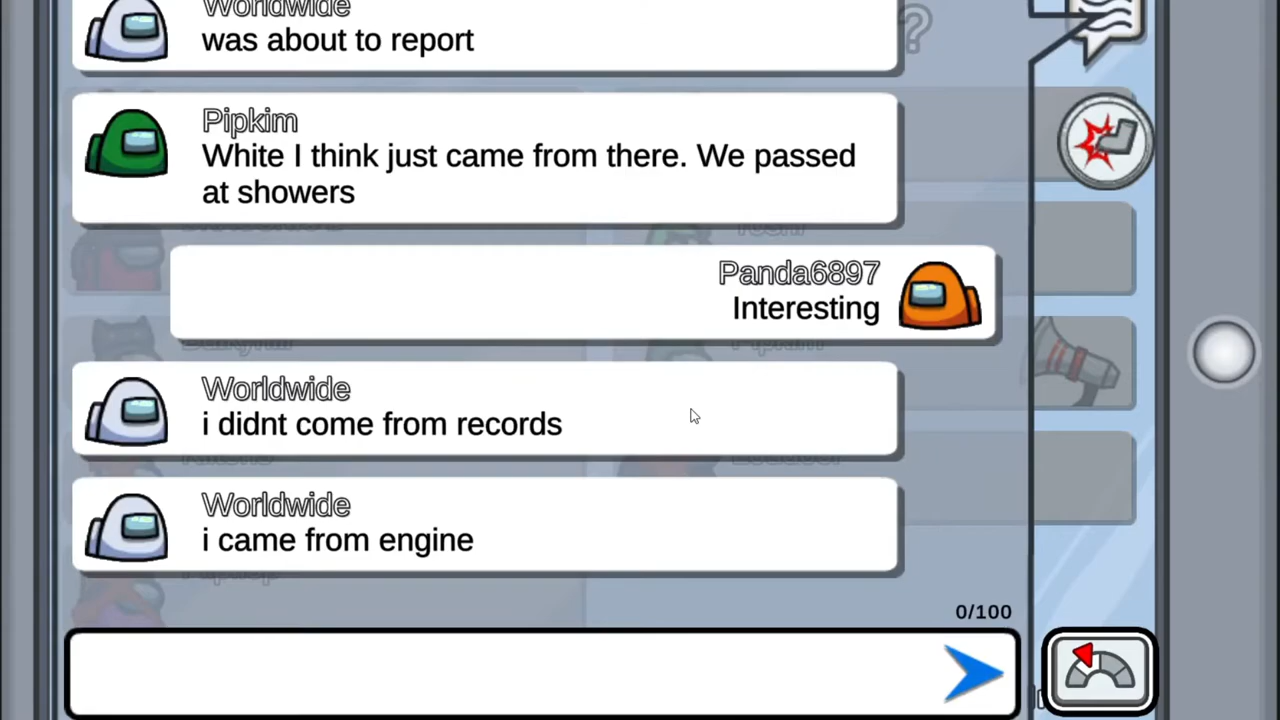 Worldwide
was about to report
Pipkim
White I think just came from there. We passed
at showers
Panda6897
Interesting
Worldwide
i didnt come from records
Worldwide
i came from engine
0/100